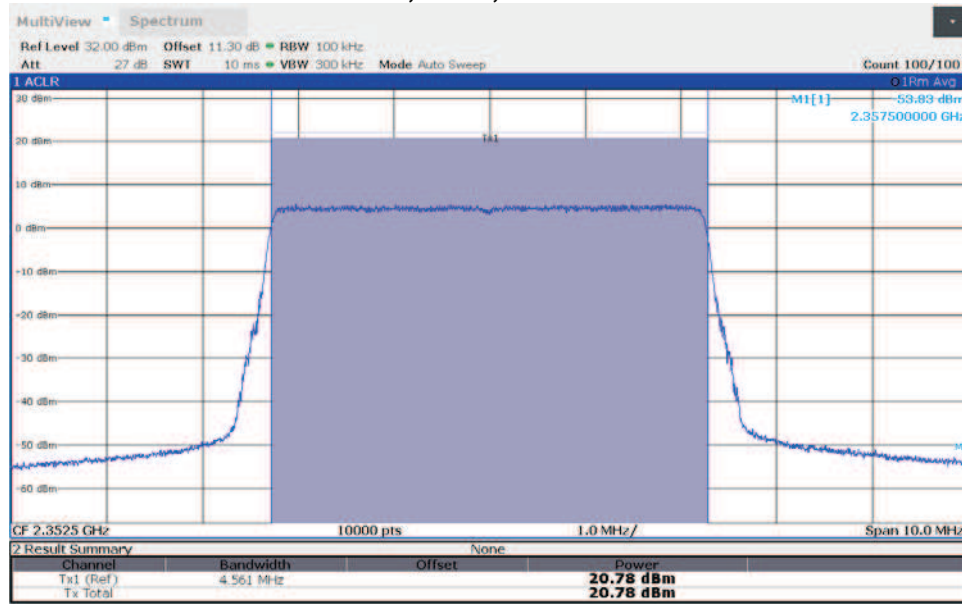 MultiView Spectrum
Ref Level 32.00 dBm Offset 11.30 dB RBW 100 kHz
Att 27 dB SWT 10 ms VBW 300 kHz Mode Auto Sweep Count 100/100
1 ACLR 1Rm Avg
30 dBm M1[1] -53.83 dBm
2.357500000 GHz
20 dBm Tx1
10 dBm
0 dBm
-10 dBm
-20 dBm
-30 dBm
-40 dBm
-50 dBm
-60 dBm
CF 2.3525 GHz 10000 pts 1.0 MHz/ Span 10.0 MHz
2 Result Summary None
Channel Bandwidth Offset Power
Tx1 (Ref) 4.561 MHz 20.78 dBm
Tx Total 20.78 dBm